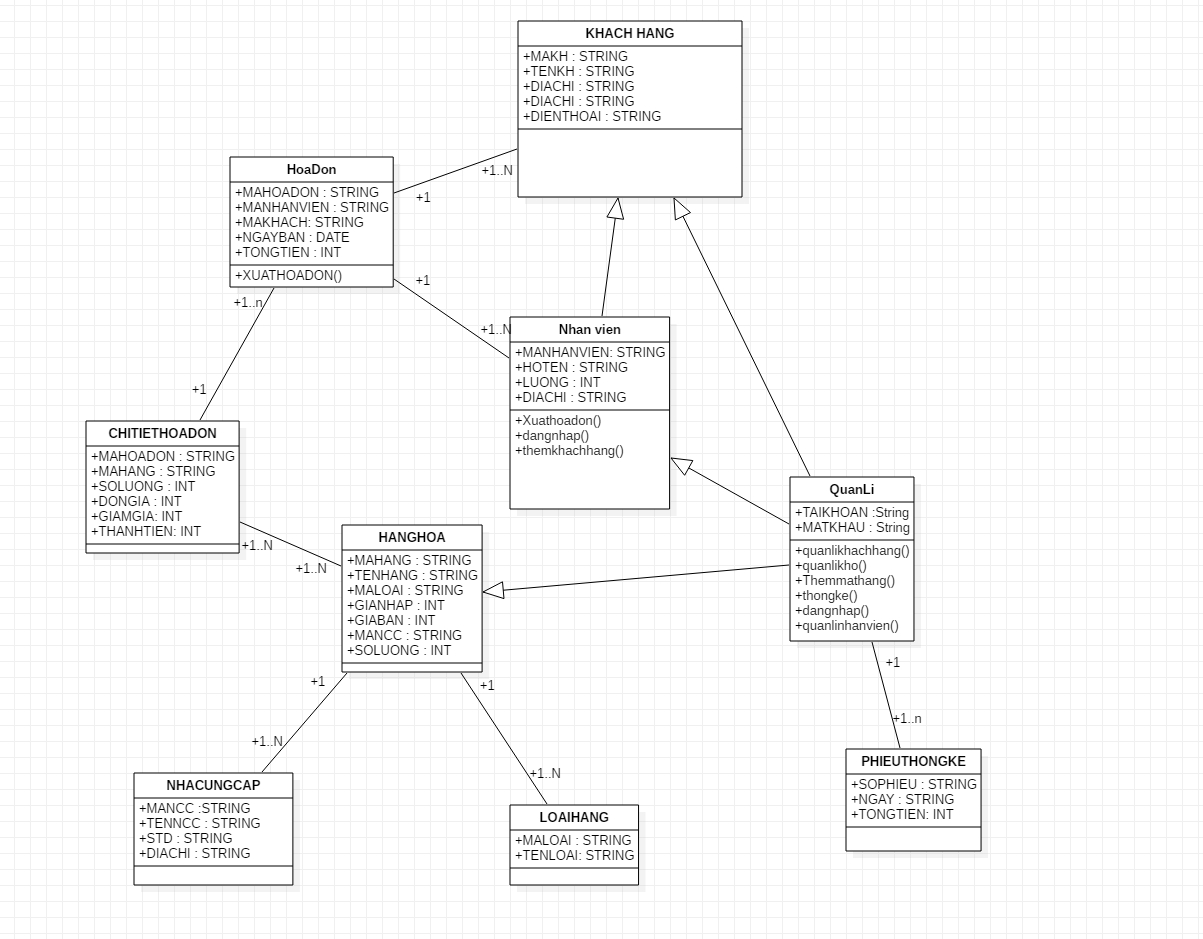 KHACH HANG
+MAKH : STRING
+TENKH : STRING
+DIACHI : STRING
+DIACHI : STRING
+DIENTHOAI : STRING
+1..N
+1
HoaDon
+MAHOADON : STRING
+MANHANVIEN : STRING
+MAKHACH: STRING
+NGAYBAN : DATE
+TONGTIEN : INT
+XUATHOADON()
+1
+1..N
+1..n
+1
Nhan vien
+MANHANVIEN: STRING
+HOTEN : STRING
+LUONG : INT
+DIACHI : STRING
+Xuathoadon()
+dangnhap()
+themkhachhang()
CHITIETHOADON
+MAHOADON : STRING
+MAHANG : STRING
+SOLUONG : INT
+DONGIA : INT
+GIAMGIA: INT
+THANHTIEN: INT
+1..N
+1..N
HANGHOA
+MAHANG : STRING
+TENHANG : STRING
+MALOAI : STRING
+GIANHAP : INT
+GIABAN : INT
+MANCC : STRING
+SOLUONG : INT
QuanLi
+TAIKHOAN :String
+MATKHAU : String
+quanlikhachhang()
+quanlikho()
+Themmathang()
+thongke()
+dangnhap()
+quanlinhanvien()
+1
+1..N
+1
+1..N
+1
+1..n
NHACUNGCAP
+MANCC :STRING
+TENNCC : STRING
+STD : STRING
+DIACHI : STRING
LOAIHANG
+MALOAI : STRING
+TENLOAI: STRING
PHIEUTHONGKE
+SOPHIEU : STRING
+NGAY : STRING
+TONGTIEN: INT